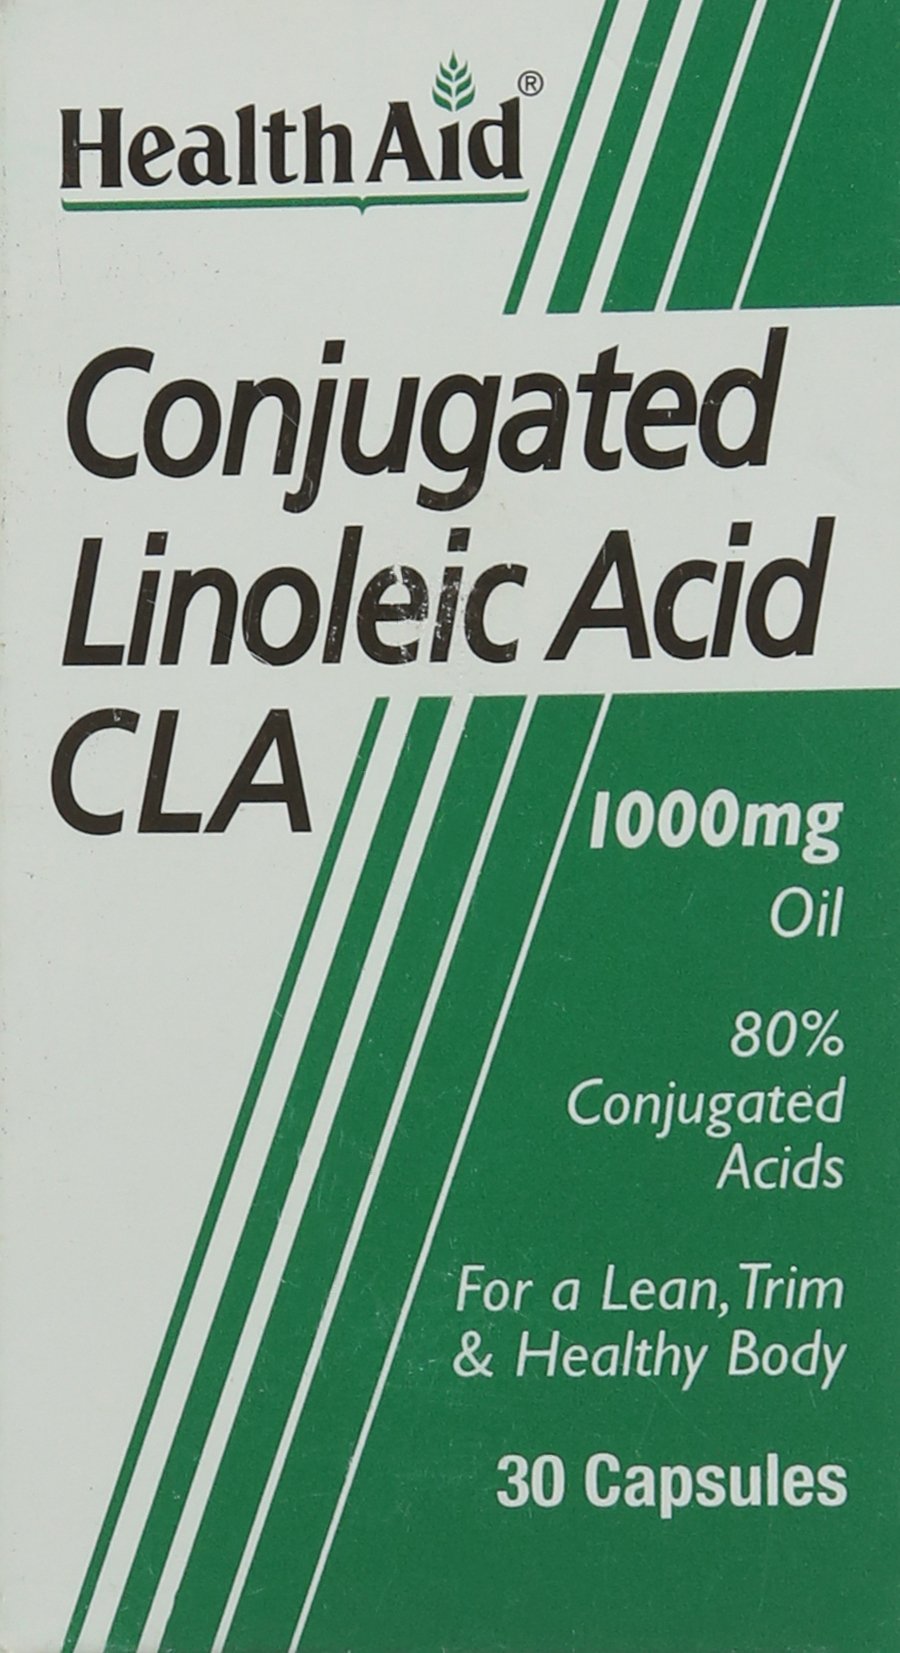 HealthAid®
Conjugated
Linoleic Acid
CLA
1000mg
Oil
80%
Conjugated
Acids
For a Lean, Trim
& Healthy Body
30 Capsules